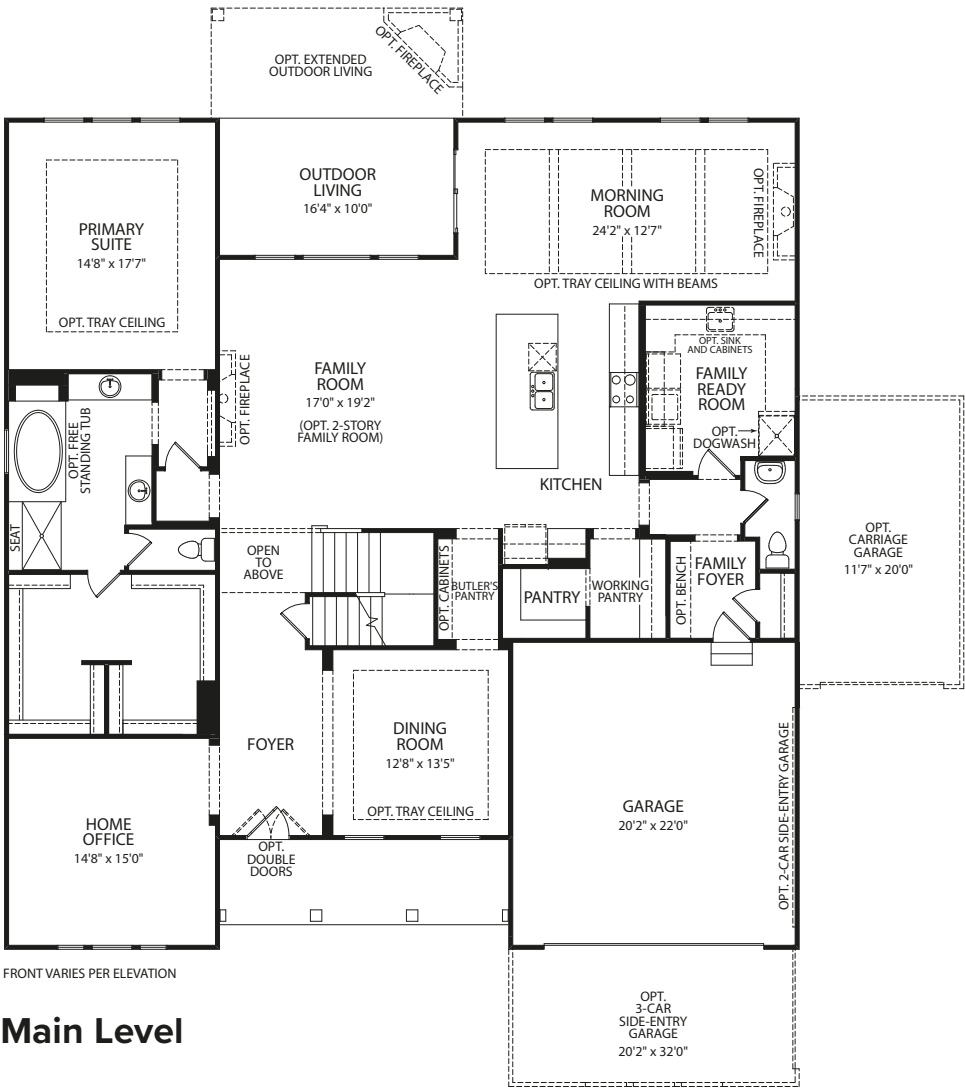 OPT. EXTENDED
OUTDOOR LIVING
OPT. FIREPLACE
PRIMARY
SUITE
14'8" x 17'7"
OPT. TRAY CEILING
OUTDOOR
LIVING
16'4" x 10'0"
MORNING
ROOM
24'2" x 12'7"
OPT. FIREPLACE
OPT. TRAY CEILING WITH BEAMS
OPT. FIREPLACE
FAMILY
ROOM
17'0" x 19'2"
(OPT. 2-STORY
FAMILY ROOM)
OPT. SINK
AND CABINETS
FAMILY
READY
ROOM
OPT.
DOGWASH
OPT. FREE
STANDING TUB
SEAT
KITCHEN
OPT.
CARRIAGE
GARAGE
11'7" x 20'0"
OPEN
TO
ABOVE
OPT. CABINETS
BUTLER'S
PANTRY
PANTRY
WORKING
PANTRY
OPT. BENCH
FAMILY
FOYER
FOYER
DINING
ROOM
12'8" x 13'5"
OPT. TRAY CEILING
HOME
OFFICE
14'8" x 15'0"
GARAGE
20'2" x 22'0"
OPT. 2-CAR SIDE-ENTRY GARAGE
OPT.
DOUBLE
DOORS
FRONT VARIES PER ELEVATION
OPT.
3-CAR
SIDE-ENTRY
GARAGE
20'2" x 32'0"
Main Level